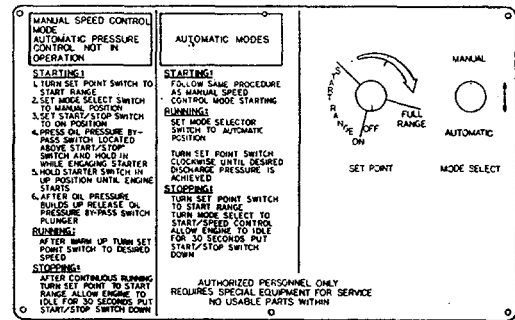 MANUAL SPEED CONTROL
MODE
AUTOMATIC PRESSURE
CONTROL NOT IN
OPERATION
STARTING:
1. TURN SET POINT SWITCH TO
START RANGE
2. SET MODE SELECT SWITCH
TO MANUAL POSITION
3. SET START/STOP SWITCH
TO ON POSITION
4. PRESS OIL PRESSURE BY-
PASS SWITCH LOCATED
ABOVE START/STOP"
SWITCH AND HOLD IN
WHILE ENGAGING STARTER
5. HOLD STARTER SWITCH IN
UP POSITION UNTIL ENGINE
STARTS
6. AFTER OIL PRESSURE
BUILDS UP RELEASE OIL
PRESSURE BY-PASS SWITCH
PLUNGER
RUNNING:
AFTER WARM UP TURN SET
POINT SWITCH TO DESIRED
SPEED
STOPPING:
AFTER CONTINUOUS RUNNING
TURN SET POINT TO START
RANGE ALLOW ENGINE TO
IDLE FOR 30 SECONDS PUT
START/STOP SWITCH DOWN
AUTOMATIC MODES
STARTING:
FOLLOW SAME PROCEDURE
AS MANUAL SPEED
CONTROL MODE STARTING
RUNNING:
SET MODE SELECTOR
SWITCH TO AUTOMATIC
POSITION
TURN SET POINT SWITCH
CLOCKWISE UNTIL DESIRED
DISCHARGE PRESSURE IS
ACHIEVED
STOPPING:
TURN SET POINT SWITCH
TO START RANGE
TURN MODE SELECT TO
START/SPEED CONTROL
ALLOW ENGINE TO IDLE
FOR 30 SECONDS PUT
START/STOP SWITCH
DOWN
START RANGE
OFF
ON
FULL
RANGE
SET POINT
MANUAL
AUTOMATIC
MODE SELECT
AUTHORIZED PERSONNEL ONLY
REQUIRES SPECIAL EQUIPMENT FOR SERVICE
NO USABLE PARTS WITHIN